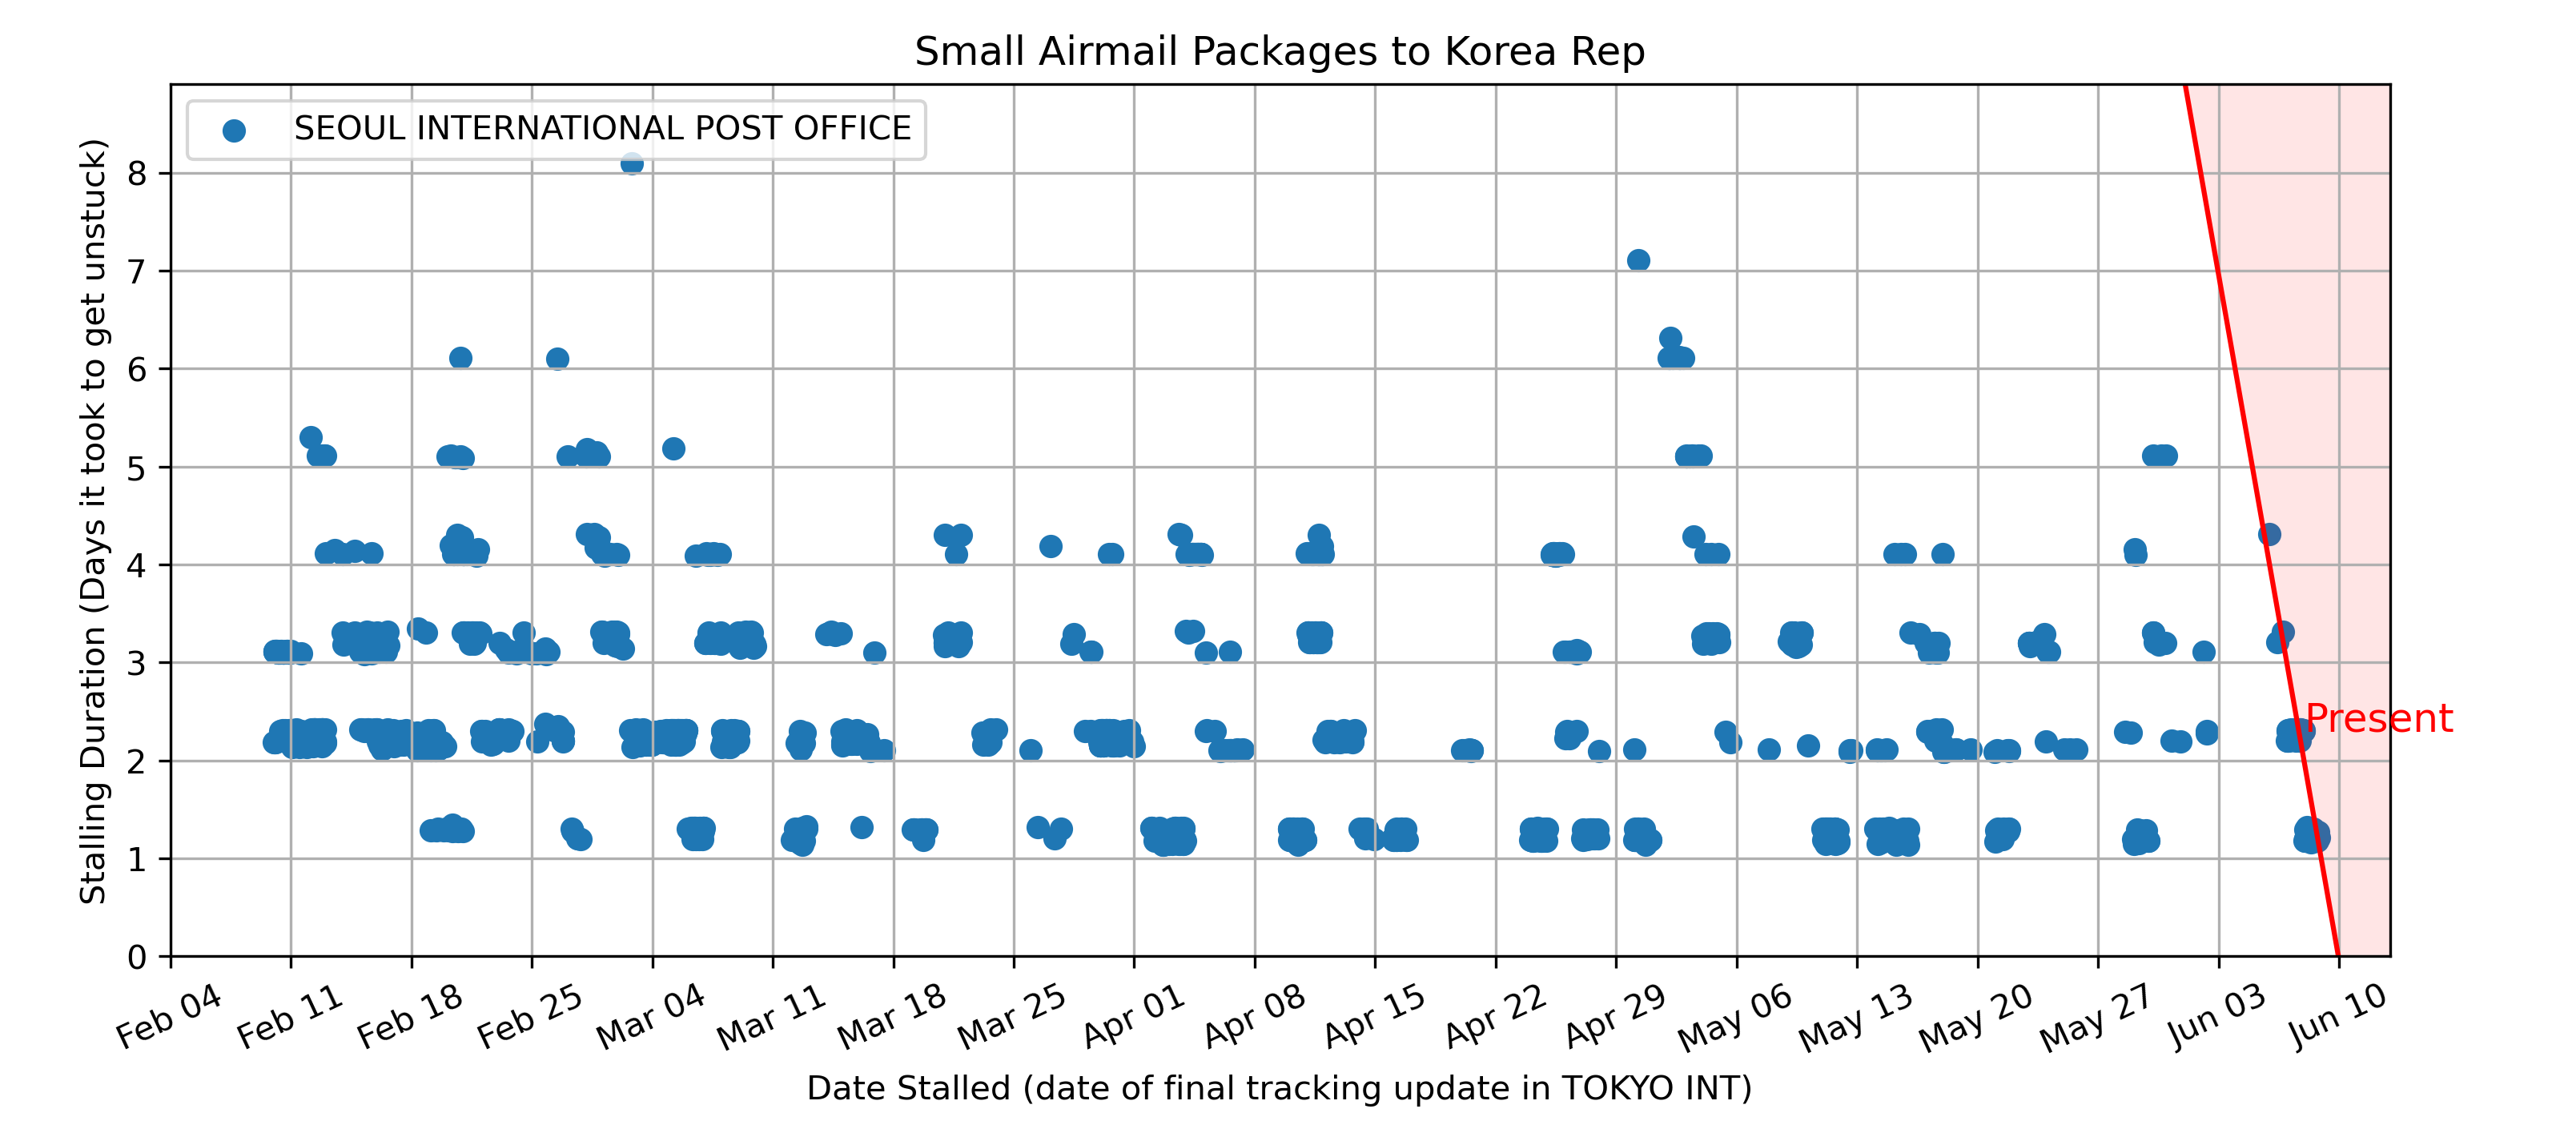 Small Airmail Packages to Korea Rep
SEOUL INTERNATIONAL POST OFFICE
Stalling Duration (Days it took to get unstuck)
8
7
6
5
4
3
2
1
0
Present
Feb 04
Feb 11
Feb 18
Feb 25
Mar 04
Mar 11
Mar 18
Mar 25
Apr 01
Apr 08
Apr 15
Apr 22
Apr 29
May 06
May 13
May 20
May 27
Jun 03
Jun 10
Date Stalled (date of final tracking update in TOKYO INT)